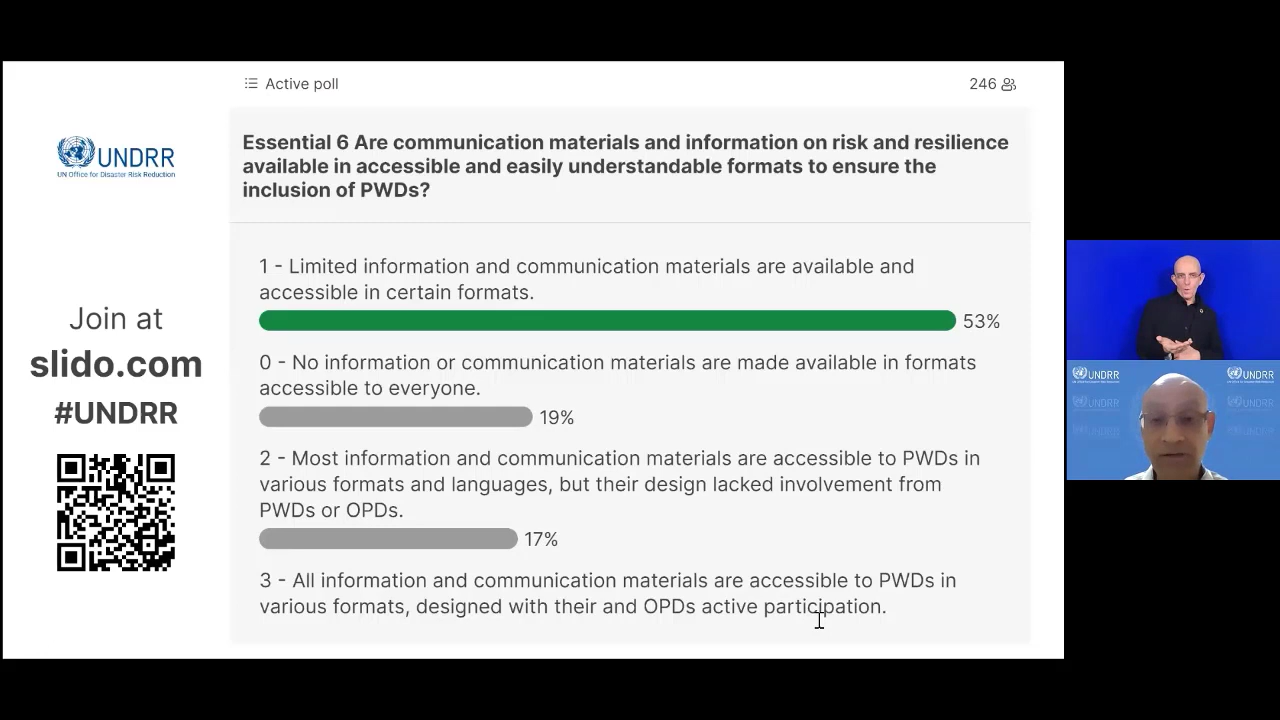 Active poll
246
UNDRR
UN Office for Disaster Risk Reduction
Essential 6 Are communication materials and information on risk and resilience
available in accessible and easily understandable formats to ensure the
inclusion of PWDs?
1 - Limited information and communication materials are available and
accessible in certain formats.
53%
0 - No information or communication materials are made available in formats
accessible to everyone.
19%
2 - Most information and communication materials are accessible to PWDs in
various formats and languages, but their design lacked involvement from
PWDs or OPDs.
17%
3 - All information and communication materials are accessible to PWDs in
various formats, designed with their and OPDs active participation.
Join at
slido.com
#UNDRR
UNDRR
UNDRR
UNDRR
UNDRR
UNDRR
UNDRR